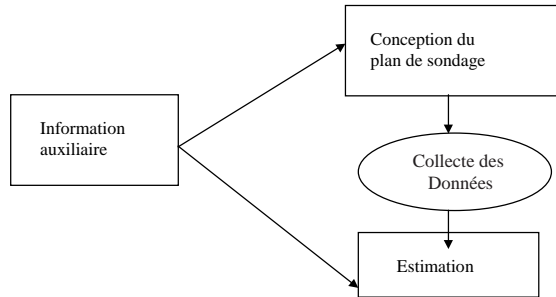 Conception du
plan de sondage
Information
auxiliaire
Collecte des
Données
Estimation